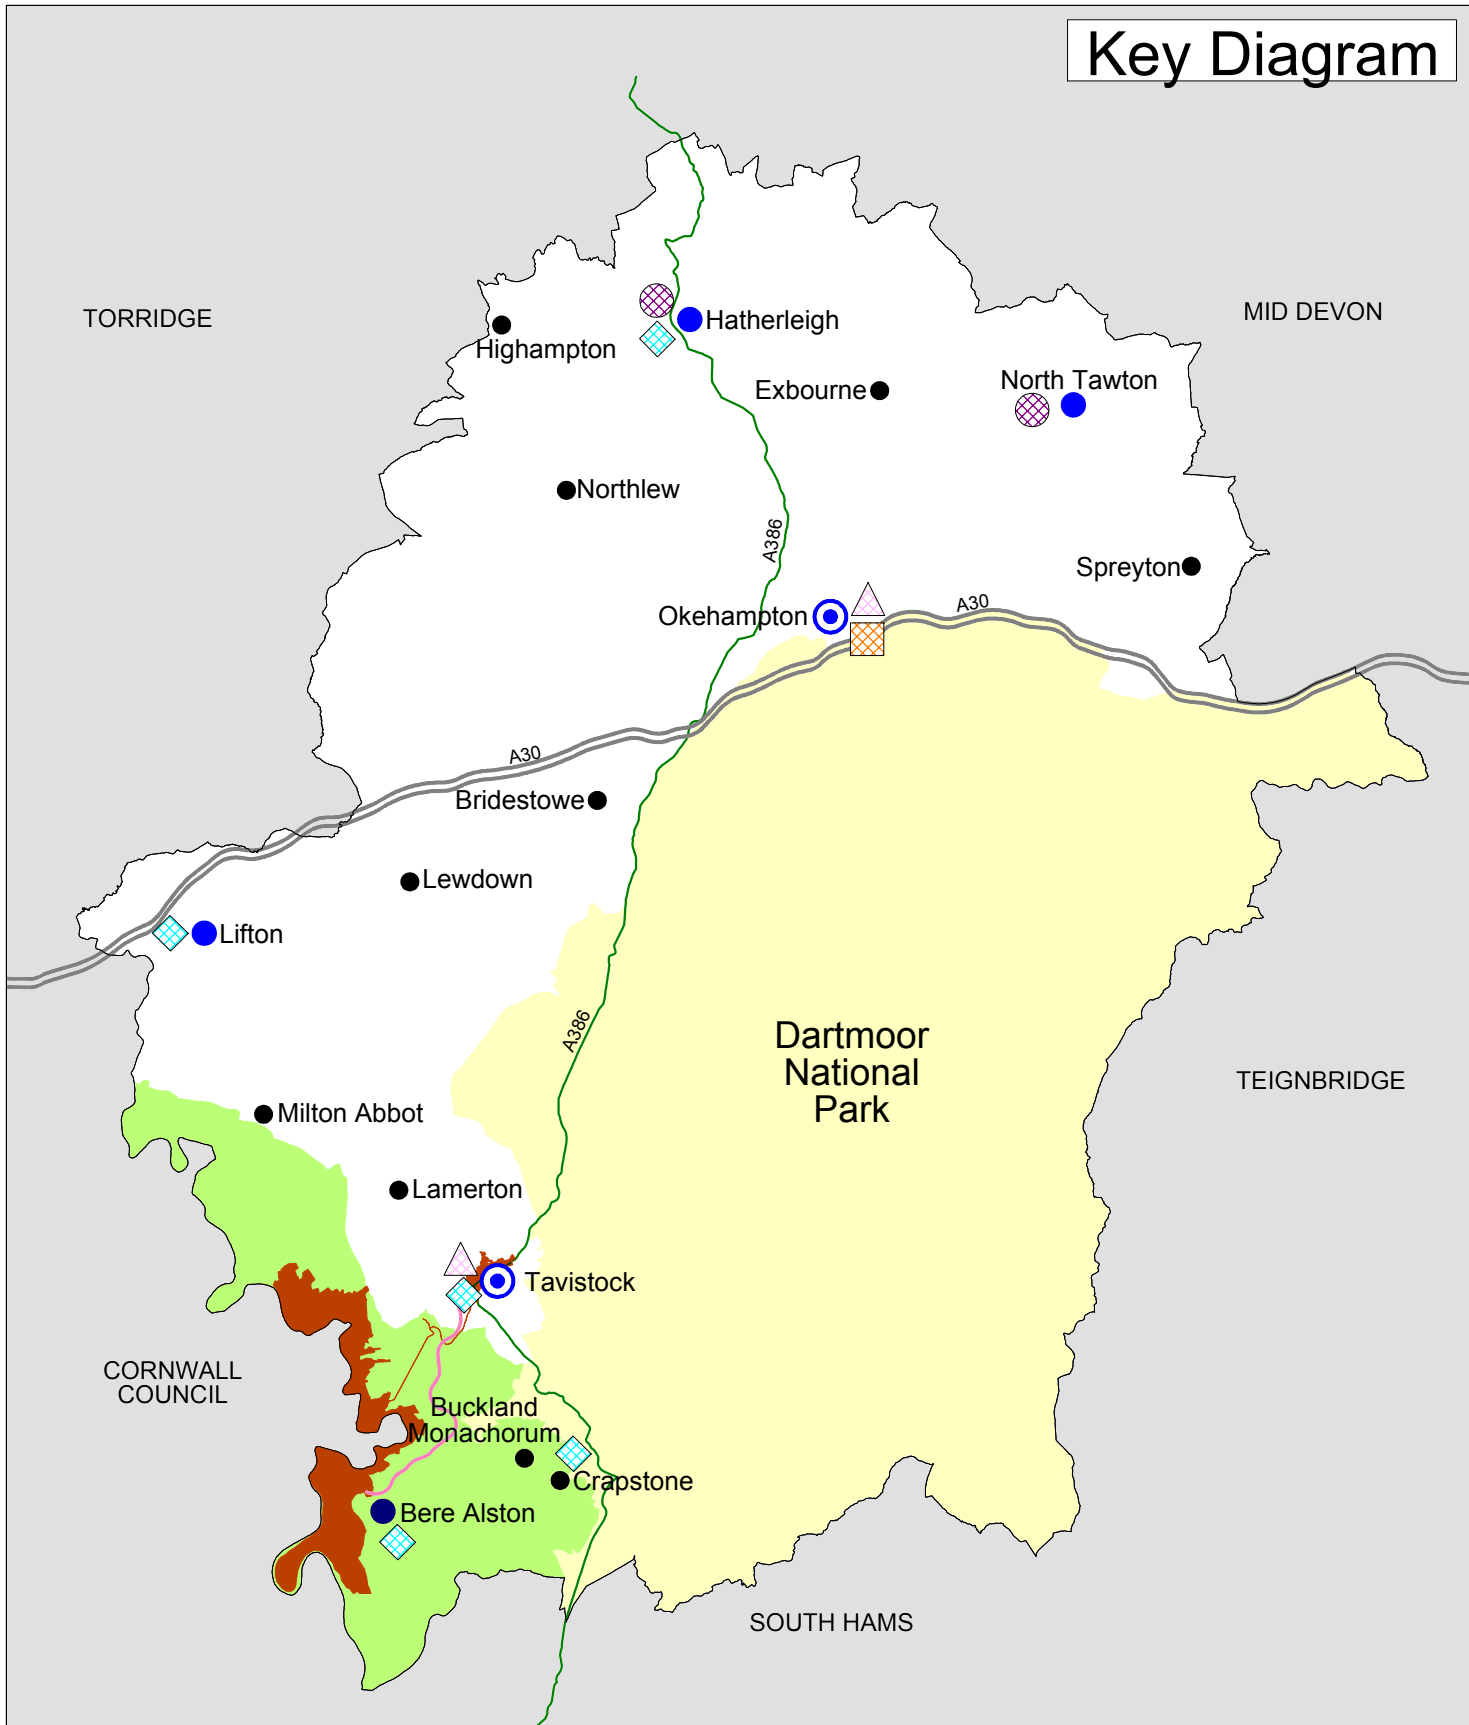 Key Diagram
TORRIDGE
MID DEVON
Hatherleigh
Highampton
Exbourne
North Tawton
Northlew
A386
Spreyton
Okehampton
A30
A30
Bridestowe
Lewdown
Lifton
A386
Dartmoor
National
Park
TEIGNBRIDGE
Milton Abbot
Lamerton
Tavistock
CORNWALL
COUNCIL
Buckland
Monachorum
Crapstone
Bere Alston
SOUTH HAMS